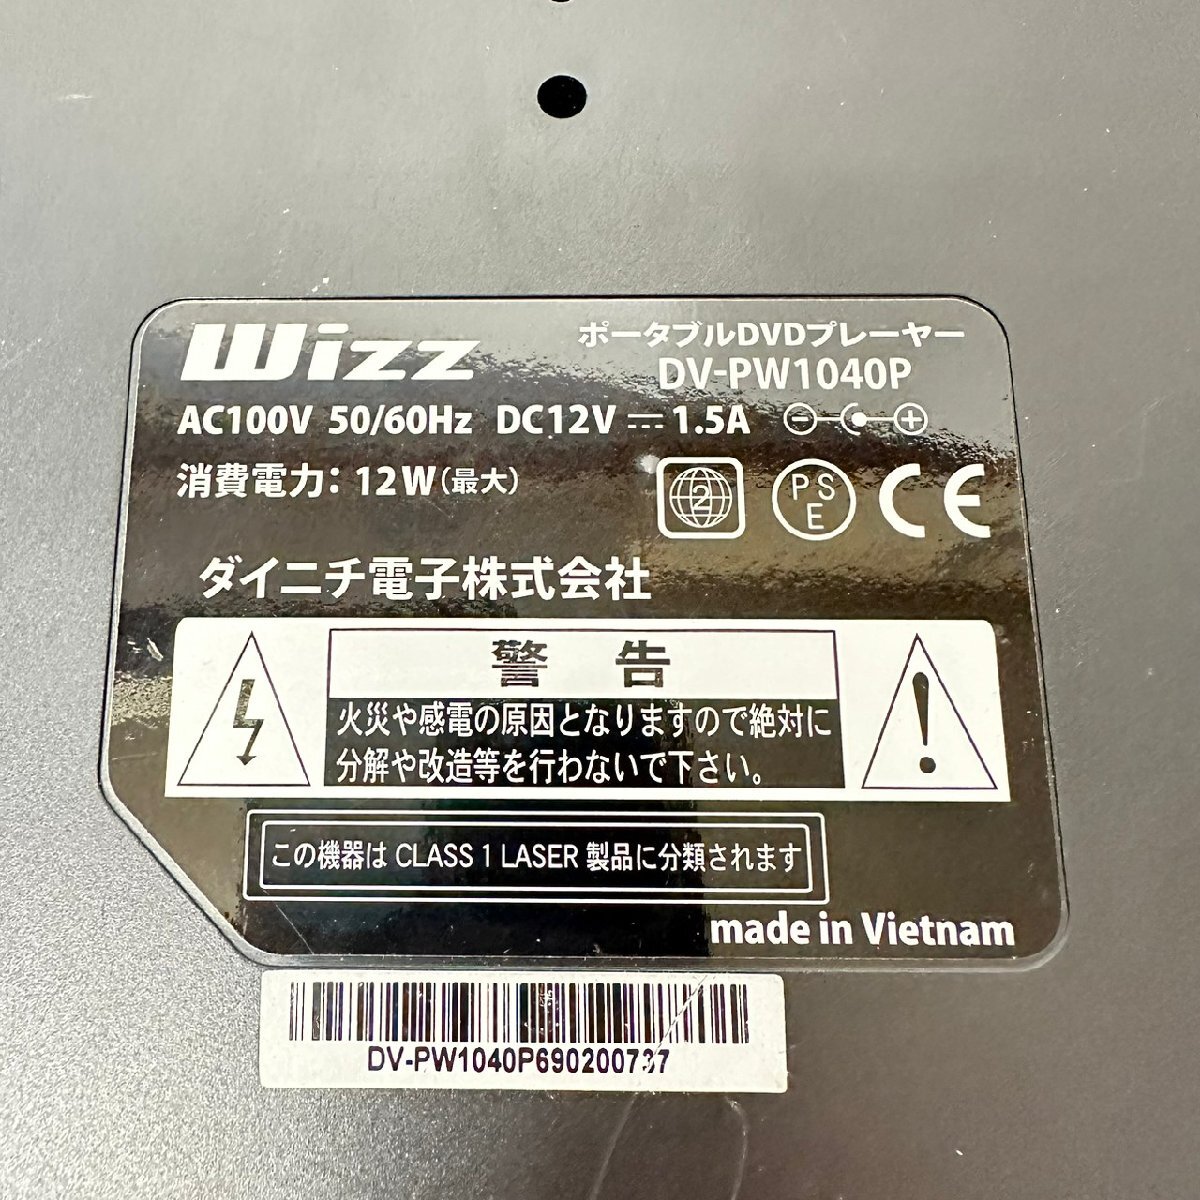 Wizz
ポータブルDVDプレーヤー
DV-PW1040P
AC100V 50/60Hz DC12V ⎓ 1.5A
消費電力：12W（最大）
2
PSE
CE
ダイニチ電子株式会社
警告
火災や感電の原因となりますので絶対に
分解や改造等を行わないで下さい。
この機器は CLASS 1 LASER 製品に分類されます
made in Vietnam
DV-PW1040P690200737